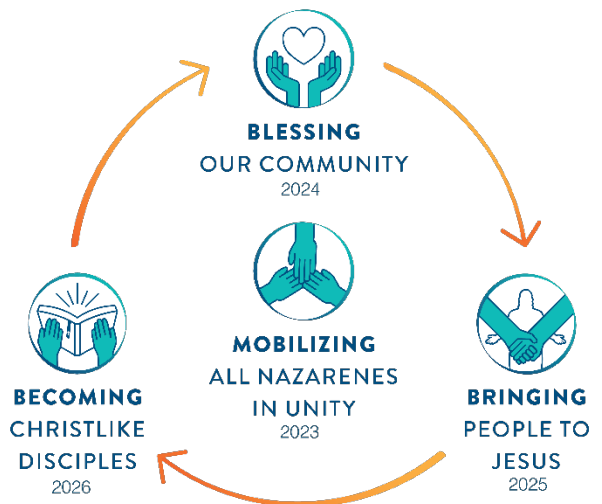 BLESSING
OUR COMMUNITY
2024
MOBILIZING
ALL NAZARENES
IN UNITY
2023
BECOMING
CHRISTLIKE
DISCIPLES
2026
BRINGING
PEOPLE TO
JESUS
2025